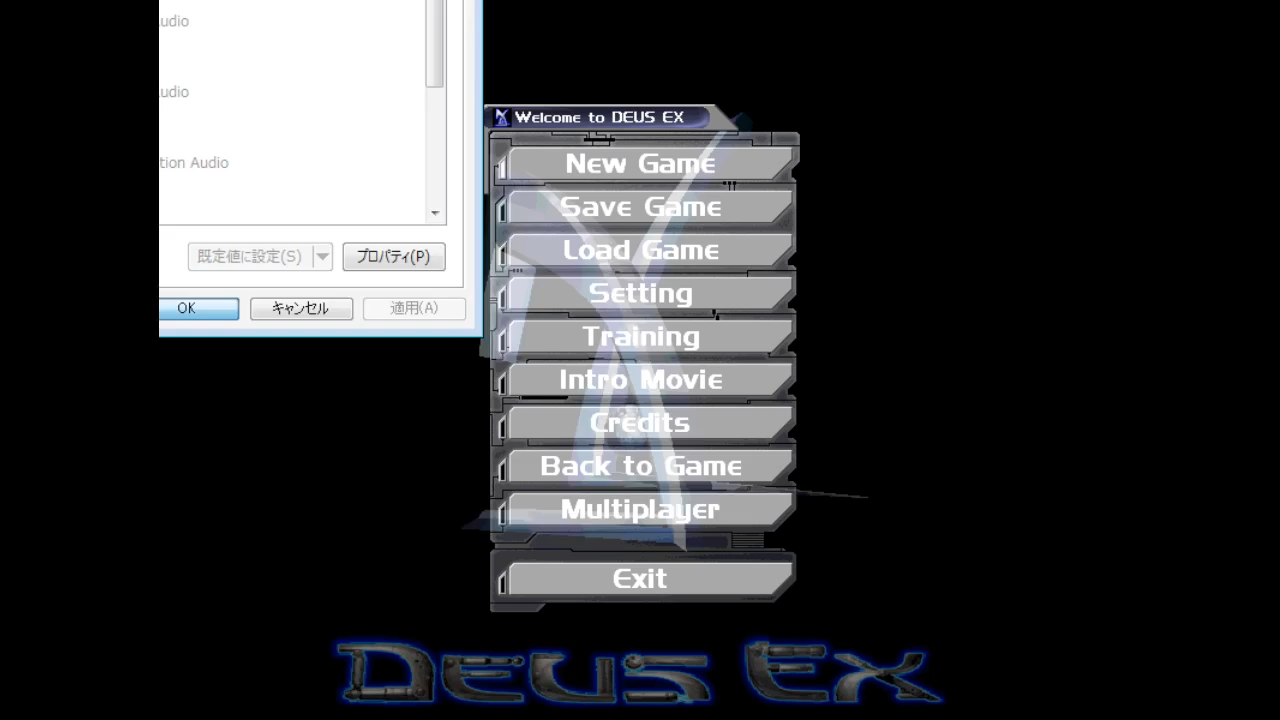 udio
udio
tion Audio
既定値に設定(S)
プロパティ(P)
OK
キャンセル
適用(A)
Welcome to DEUS EX
New Game
Save Game
Load Game
Setting
Training
Intro Movie
Credits
Back to Game
Multiplayer
Exit
DEUS EX